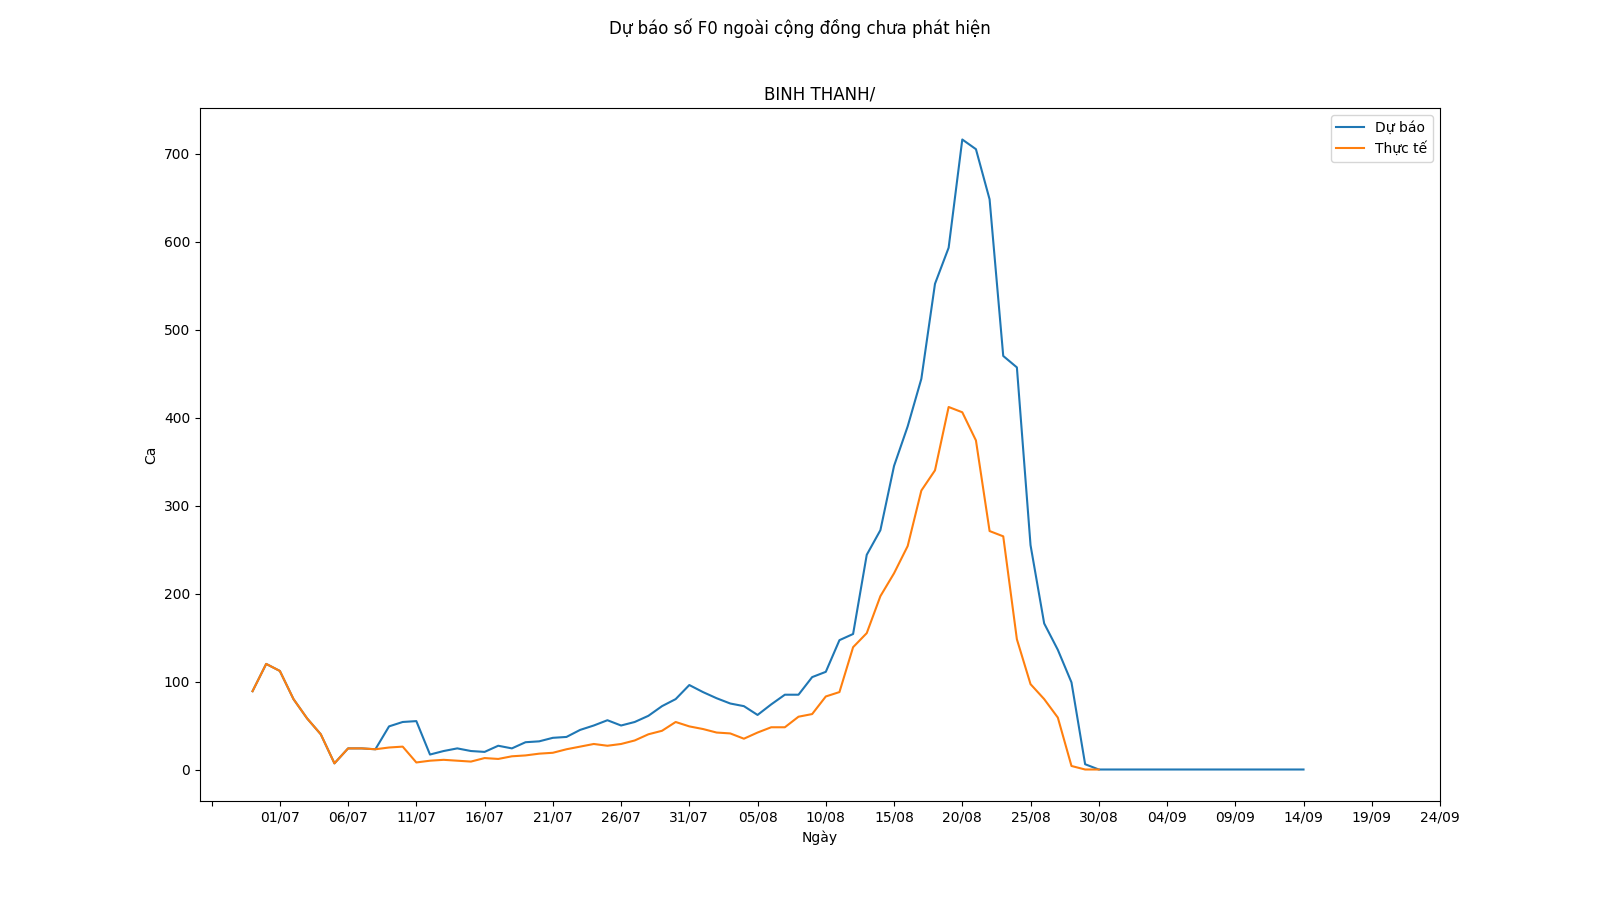 Dự báo số F0 ngoài cộng đồng chưa phát hiện
BINH THANH/
Dự báo
Thực tế
700
600
500
400
300
200
100
0
Ca
01/07 06/07 11/07 16/07 21/07 26/07 31/07 05/08 10/08 15/08 20/08 25/08 30/08 04/09 09/09 14/09 19/09 24/09
Ngày